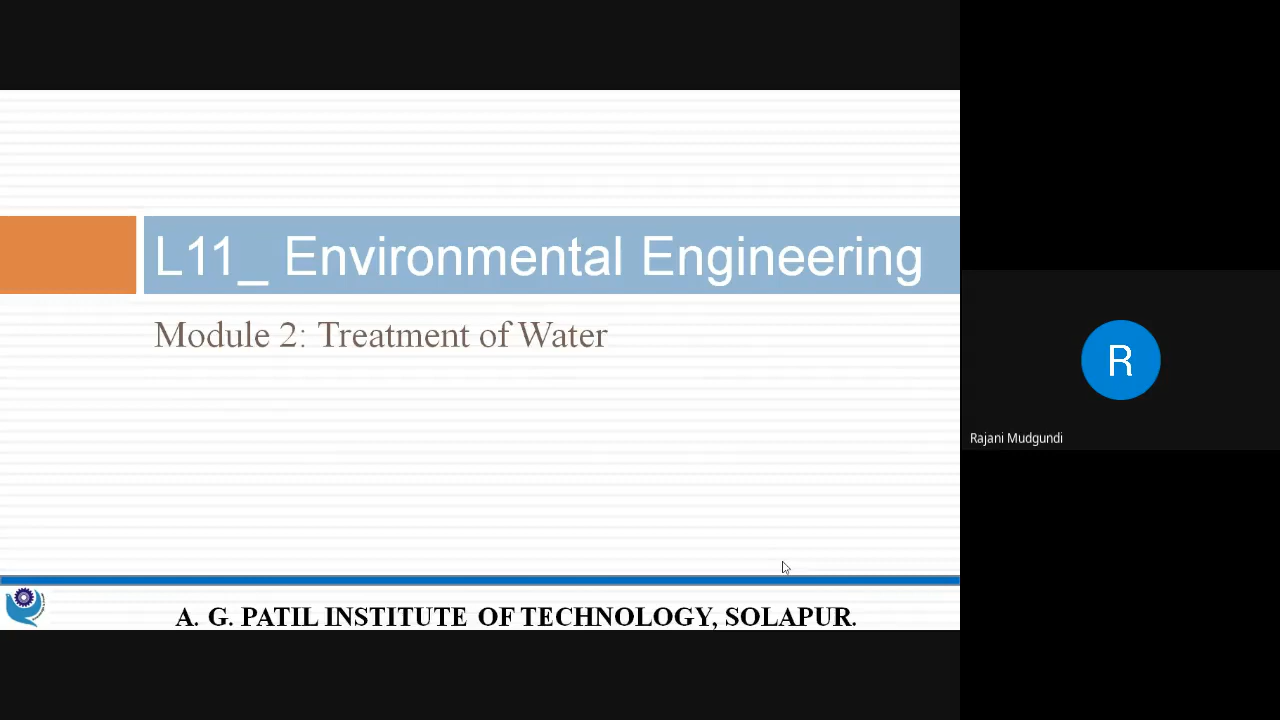 L11_ Environmental Engineering
Module 2: Treatment of Water
R
Rajani Mudgundi
A. G. PATIL INSTITUTE OF TECHNOLOGY, SOLAPUR.